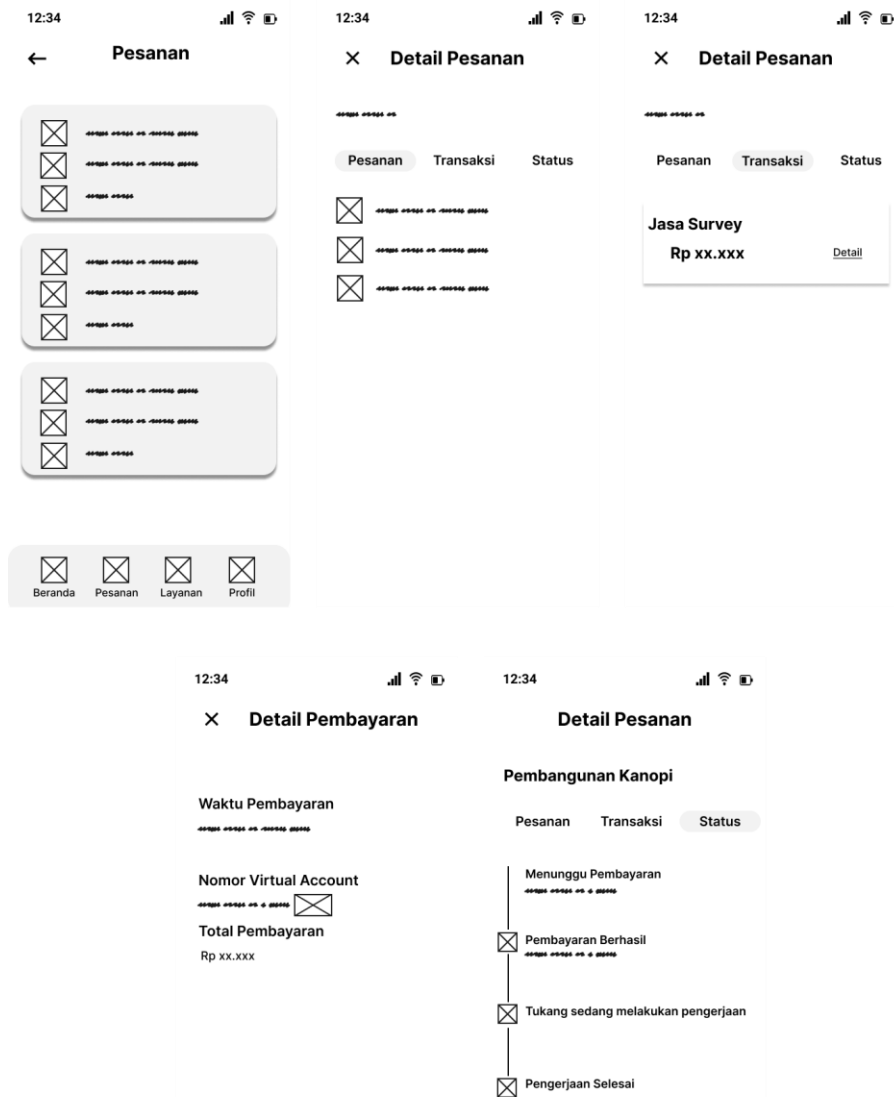 12:34
Pesanan
Beranda Pesanan Layanan Profil
12:34
Detail Pesanan
Pesanan Transaksi Status
12:34
Detail Pesanan
Pesanan Transaksi Status
Jasa Survey
Rp xx.xxx Detail
12:34
Detail Pembayaran
Waktu Pembayaran
Nomor Virtual Account
Total Pembayaran
Rp xx.xxx
12:34
Detail Pesanan
Pembangunan Kanopi
Pesanan Transaksi Status
Menunggu Pembayaran
Pembayaran Berhasil
Tukang sedang melakukan pengerjaan
Pengerjaan Selesai